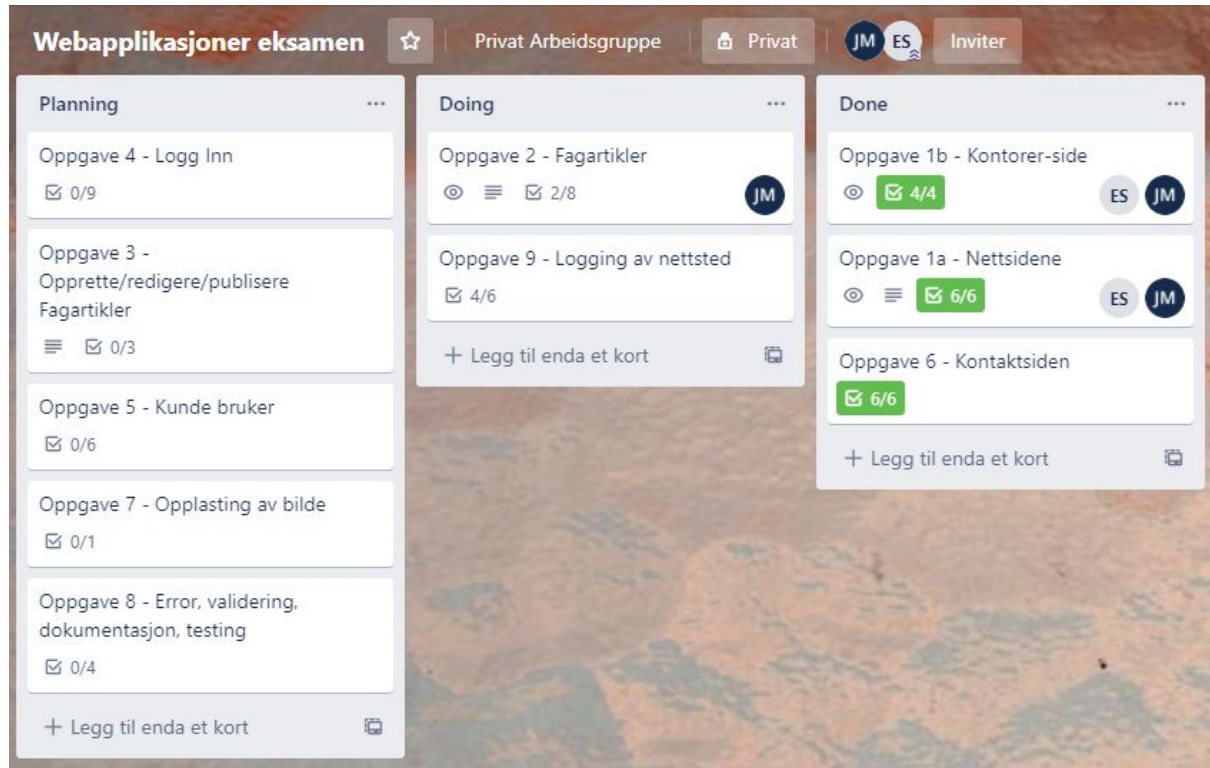 Webapplikasjoner eksamen
Privat Arbeidsgruppe
Privat
JM
ES
Inviter
Planning
Oppgave 4 - Logg Inn
0/9
Oppgave 3 -
Opprette/redigere/publisere
Fagartikler
0/3
Oppgave 5 - Kunde bruker
0/6
Oppgave 7 - Opplasting av bilde
0/1
Oppgave 8 - Error, validering,
dokumentasjon, testing
0/4
+ Legg til enda et kort
Doing
Oppgave 2 - Fagartikler
2/8
JM
Oppgave 9 - Logging av nettsted
4/6
+ Legg til enda et kort
Done
Oppgave 1b - Kontorer-side
4/4
ES
JM
Oppgave 1a - Nettsidene
6/6
ES
JM
Oppgave 6 - Kontaktsiden
6/6
+ Legg til enda et kort